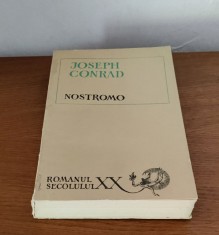 JOSEPH
CONRAD
NOSTROMO
ROMANUL
SECOLULUI XX